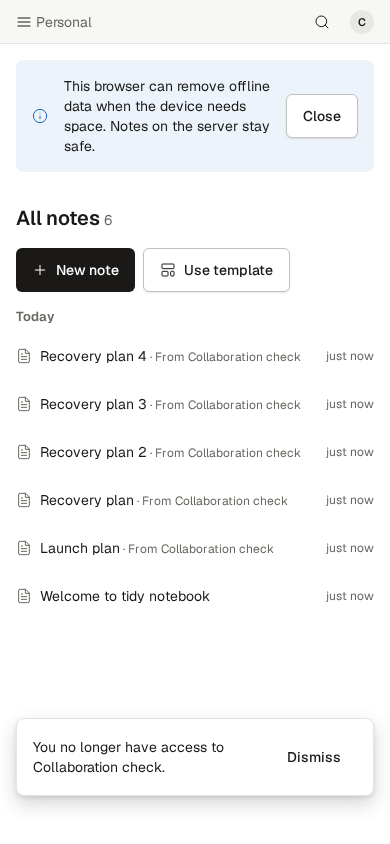 Personal
C
This browser can remove offline
data when the device needs
space. Notes on the server stay
safe.
Close
All notes 6
New note
Use template
Today
Recovery plan 4 · From Collaboration check just now
Recovery plan 3 · From Collaboration check just now
Recovery plan 2 · From Collaboration check just now
Recovery plan · From Collaboration check just now
Launch plan · From Collaboration check just now
Welcome to tidy notebook just now
You no longer have access to
Collaboration check.
Dismiss